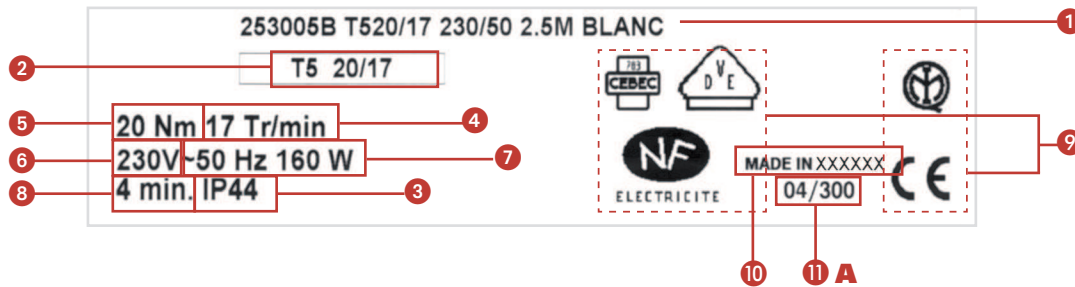 253005B T520/17 230/50 2.5M BLANC
1
2
T5 20/17
783
CEBEC
D V E
5
20 Nm 17 Tr/min
4
6
230V~50 Hz 160 W
7
NF
9
MADE IN XXXXXX
8
4 min. IP44
3
ELECTRICITE
04/300
CE
10
11 A